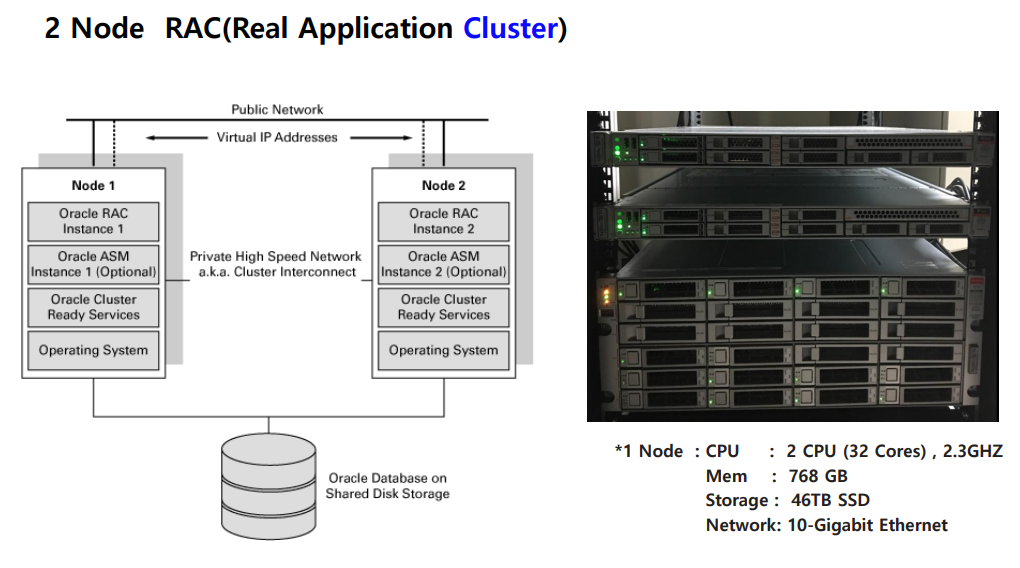 2 Node RAC(Real Application Cluster)
Public Network
Virtual IP Addresses
Node 1
Oracle RAC
Instance 1
Oracle ASM
Instance 1 (Optional)
Oracle Cluster
Ready Services
Operating System
Private High Speed Network
a.k.a. Cluster Interconnect
Node 2
Oracle RAC
Instance 2
Oracle ASM
Instance 2 (Optional)
Oracle Cluster
Ready Services
Operating System
Oracle Database on
Shared Disk Storage
*1 Node : CPU : 2 CPU (32 Cores) , 2.3GHZ
Mem : 768 GB
Storage : 46TB SSD
Network: 10-Gigabit Ethernet